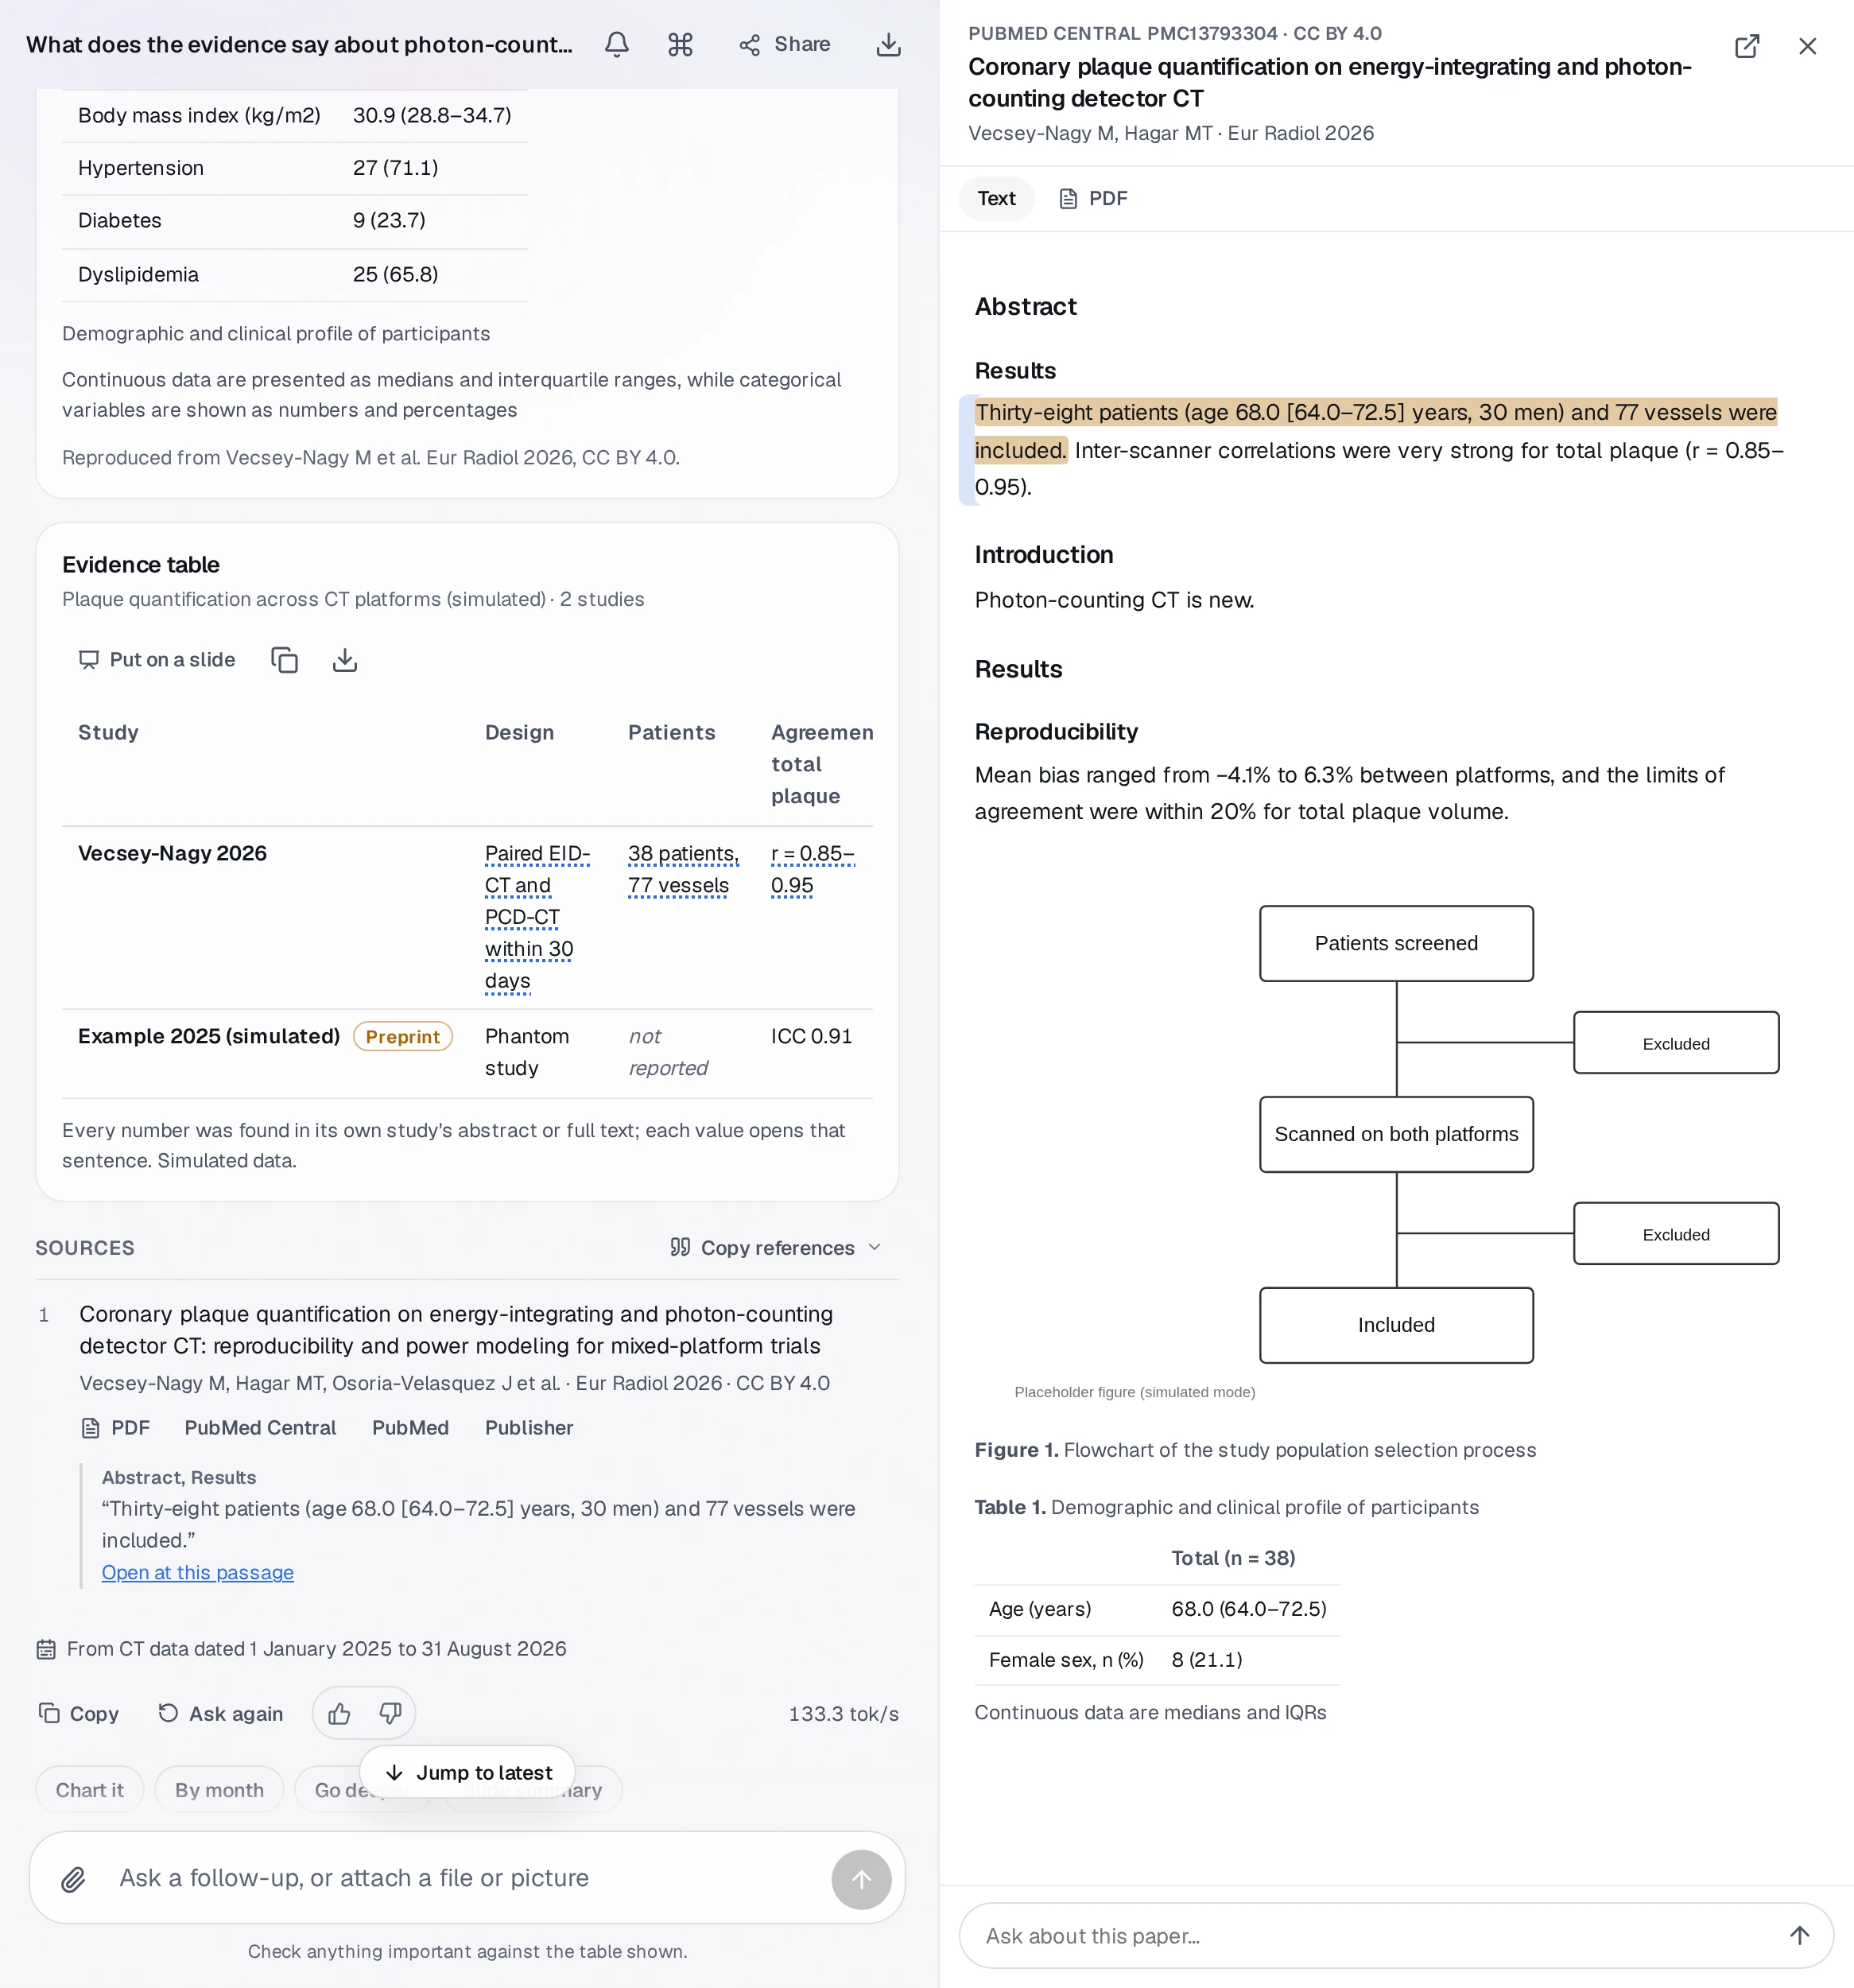 What does the evidence say about photon-count...
Share
Body mass index (kg/m2) 30.9 (28.8–34.7)
Hypertension 27 (71.1)
Diabetes 9 (23.7)
Dyslipidemia 25 (65.8)
Demographic and clinical profile of participants
Continuous data are presented as medians and interquartile ranges, while categorical
variables are shown as numbers and percentages
Reproduced from Vecsey-Nagy M et al. Eur Radiol 2026, CC BY 4.0.
Evidence table
Plaque quantification across CT platforms (simulated) · 2 studies
Put on a slide
Study Design Patients Agreemen
total
plaque
Vecsey-Nagy 2026 Paired EID- 38 patients, r = 0.85–
CT and 77 vessels 0.95
PCD-CT
within 30
days
Example 2025 (simulated) Preprint Phantom not ICC 0.91
study reported
Every number was found in its own study's abstract or full text; each value opens that
sentence. Simulated data.
SOURCES Copy references
1 Coronary plaque quantification on energy-integrating and photon-counting
detector CT: reproducibility and power modeling for mixed-platform trials
Vecsey-Nagy M, Hagar MT, Osoria-Velasquez J et al. · Eur Radiol 2026 · CC BY 4.0
PDF PubMed Central PubMed Publisher
Abstract, Results
“Thirty-eight patients (age 68.0 [64.0–72.5] years, 30 men) and 77 vessels were
included.”
Open at this passage
From CT data dated 1 January 2025 to 31 August 2026
Copy Ask again 133.3 tok/s
Jump to latest
Chart it By month Go deeper Slide summary
Ask a follow-up, or attach a file or picture
Check anything important against the table shown.
PUBMED CENTRAL PMC13793304 · CC BY 4.0
Coronary plaque quantification on energy-integrating and photon-
counting detector CT
Vecsey-Nagy M, Hagar MT · Eur Radiol 2026
Text PDF
Abstract
Results
Thirty-eight patients (age 68.0 [64.0–72.5] years, 30 men) and 77 vessels were
included. Inter-scanner correlations were very strong for total plaque (r = 0.85–
0.95).
Introduction
Photon-counting CT is new.
Results
Reproducibility
Mean bias ranged from −4.1% to 6.3% between platforms, and the limits of
agreement were within 20% for total plaque volume.
Patients screened
Excluded
Scanned on both platforms
Excluded
Included
Placeholder figure (simulated mode)
Figure 1. Flowchart of the study population selection process
Table 1. Demographic and clinical profile of participants
Total (n = 38)
Age (years) 68.0 (64.0–72.5)
Female sex, n (%) 8 (21.1)
Continuous data are medians and IQRs
Ask about this paper...